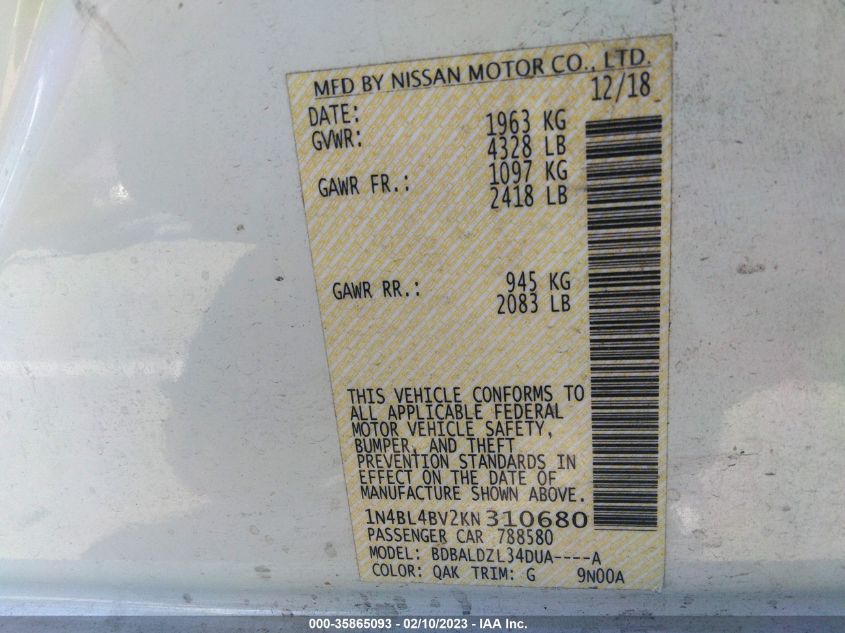 MFD BY NISSAN MOTOR CO., LTD.
DATE: 12/18
GVWR: 1963 KG
4328 LB
GAWR FR.: 1097 KG
2418 LB
GAWR RR.: 945 KG
2083 LB
THIS VEHICLE CONFORMS TO
ALL APPLICABLE FEDERAL
MOTOR VEHICLE SAFETY,
BUMPER, AND THEFT
PREVENTION STANDARDS IN
EFFECT ON THE DATE OF
MANUFACTURE SHOWN ABOVE.
1N4BL4BV2KN310680
PASSENGER CAR 788580
MODEL: BDBALDZL34DUA----A
COLOR: QAK TRIM: G 9N00A
000-35865093 - 02/10/2023 - IAA Inc.